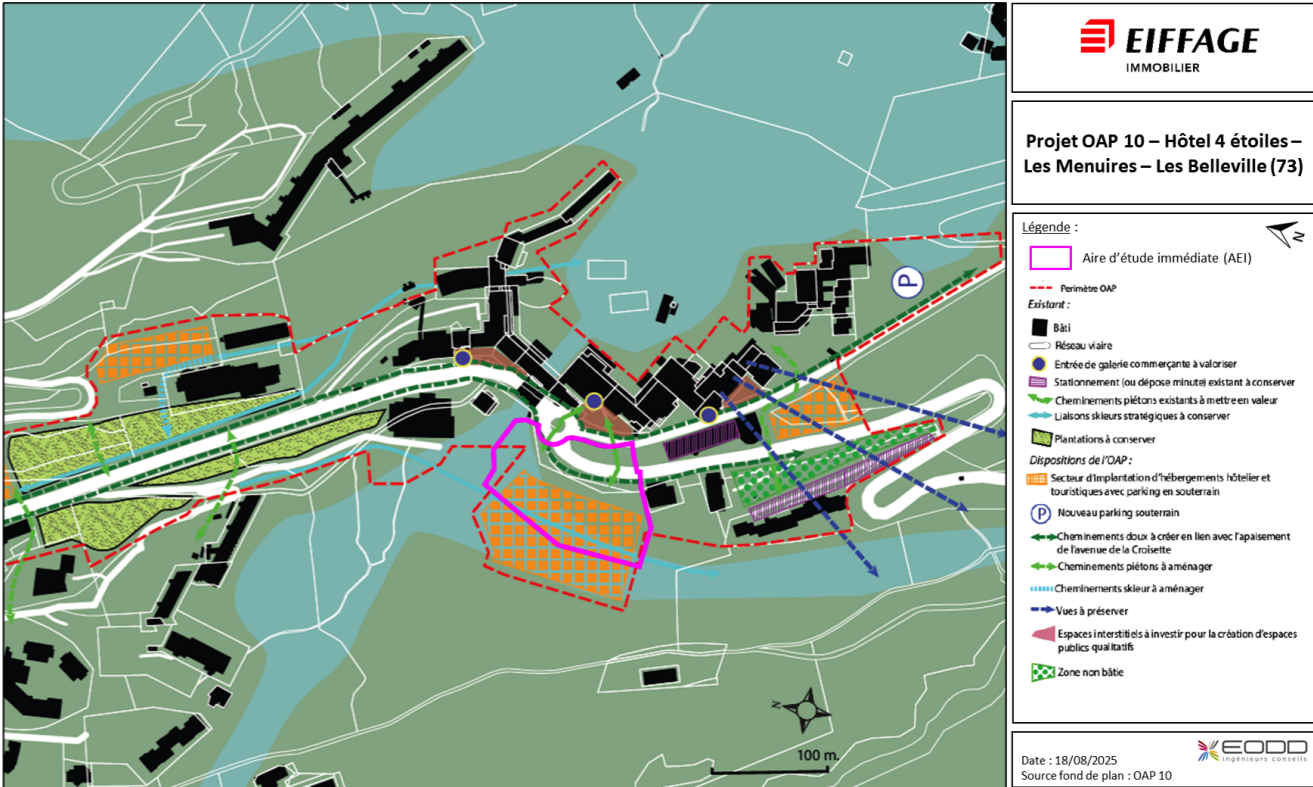 EIFFAGE
IMMOBILIER
Projet OAP 10 – Hôtel 4 étoiles –
Les Menuires – Les Belleville (73)
Légende :
N
Aire d'étude immédiate (AEI)
Perimètre OAP
Existant :
Bâti
Réseau viaire
Entrée de galerie commerçante à valoriser
Stationnement (ou dépose minute) existant à conserver
Cheminements piétons existants à mettre en valeur
Liaisons skieurs stratégiques à conserver
Plantations à conserver
Dispositions de l'OAP :
Secteur d'implantation d'hébergements hôtelier et
touristiques avec parking en souterrain
P
Nouveau parking souterrain
Cheminements doux à créer en lien avec l'apaisement
de l'avenue de la Croisette
Cheminements piétons à aménager
Cheminements skieur à aménager
Vues à préserver
Espaces interstitiels à investir pour la création d'espaces
publics qualitatifs
Zone non bâtie
P
N
100 m.
Date : 18/08/2025
Source fond de plan : OAP 10
EODD
ingénieurs conseils